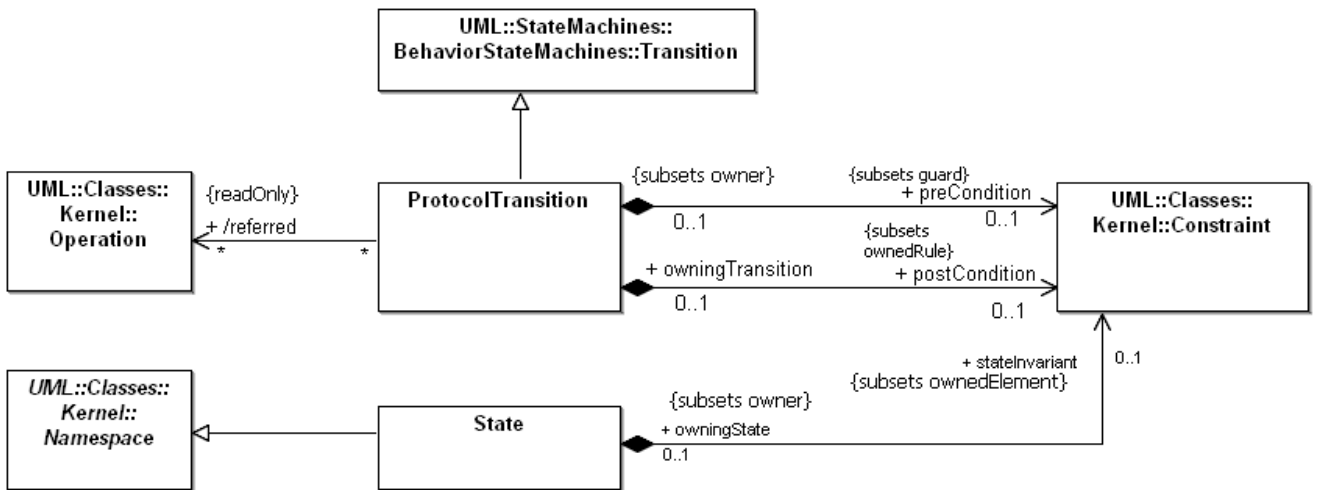 UML::StateMachines::
BehaviorStateMachines::Transition
UML::Classes::
Kernel::
Operation
{readOnly}
+ /referred
*
*
ProtocolTransition
{subsets owner}
0..1
{subsets guard}
+ preCondition
0..1
+ owningTransition
0..1
{subsets
ownedRule}
+ postCondition
0..1
UML::Classes::
Kernel::Constraint
UML::Classes::
Kernel::
Namespace
State
{subsets owner}
+ owningState
0..1
+ stateInvariant
0..1
{subsets ownedElement}